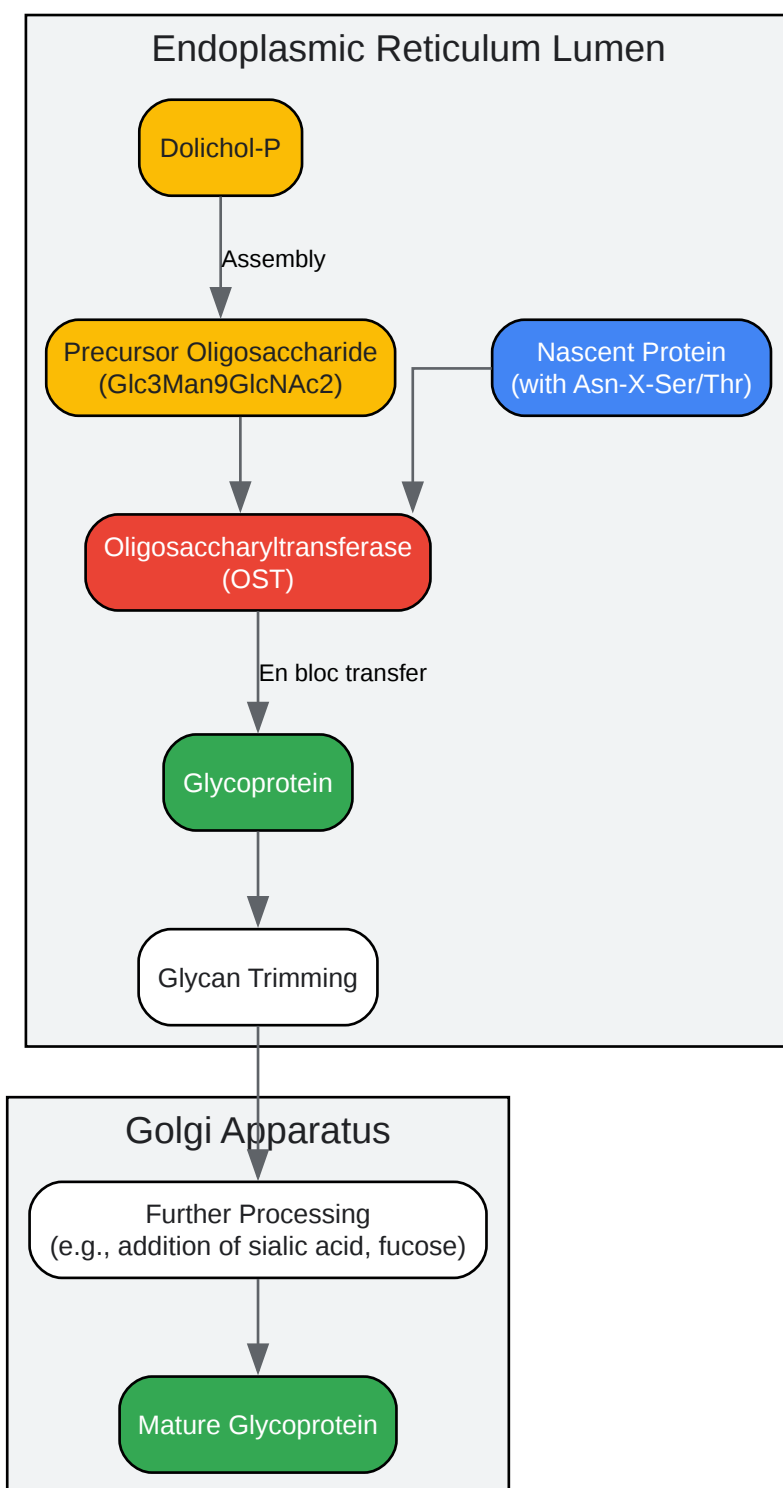 Endoplasmic Reticulum Lumen
Dolichol-P
Assembly
Precursor Oligosaccharide
(Glc3Man9GlcNAc2)
Nascent Protein
(with Asn-X-Ser/Thr)
Oligosaccharyltransferase
(OST)
En bloc transfer
Glycoprotein
Glycan Trimming
Golgi Apparatus
Further Processing
(e.g., addition of sialic acid, fucose)
Mature Glycoprotein